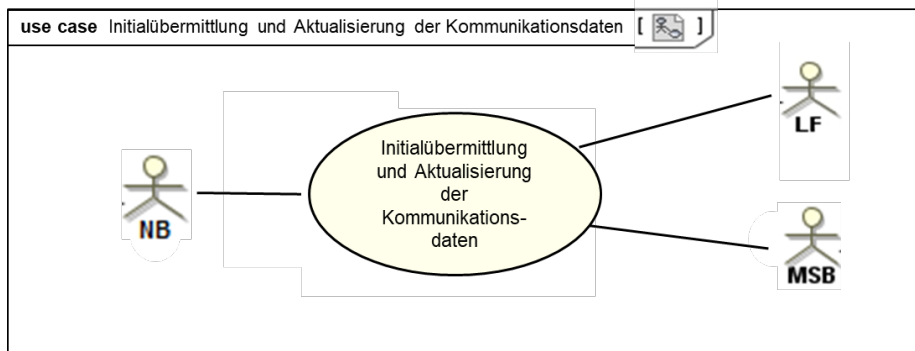 use case Initialübermittlung und Aktualisierung der Kommunikationsdaten [ ]
LF
Initialübermittlung
und Aktualisierung
der
Kommunikations-
daten
NB
MSB